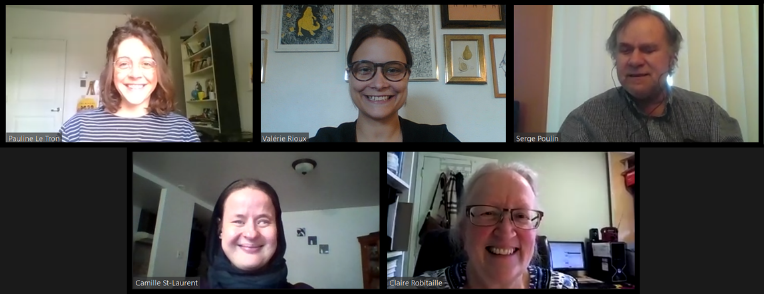 Pauline Le Tron
Valérie Rioux
Serge Poulin
Camille St-Laurent
Claire Robitaille